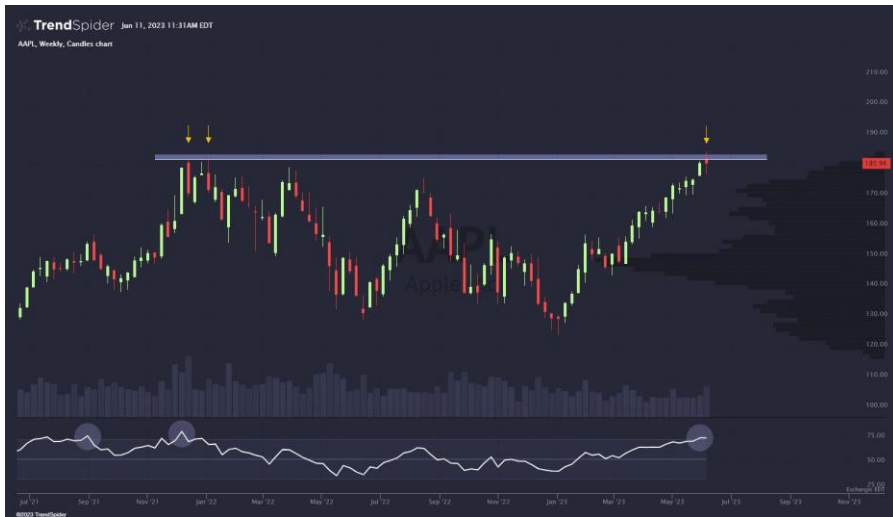 TrendSpider Jun 11, 2023 11:31AM EDT
AAPL, Weekly, Candles chart
210.00
200.00
190.00
180.96
170.00
160.00
150.00
140.00
130.00
120.00
110.00
100.00
AAPL
Apple
75.00
50.00
25.00
Exchange: EDT
Jul '21 Sep '21 Nov '21 Jan '22 Mar '22 May '22 Jul '22 Sep '22 Nov '22 Jan '23 Mar '23 May '23 Jul '23 Sep '23 Nov '23
©2023 TrendSpider